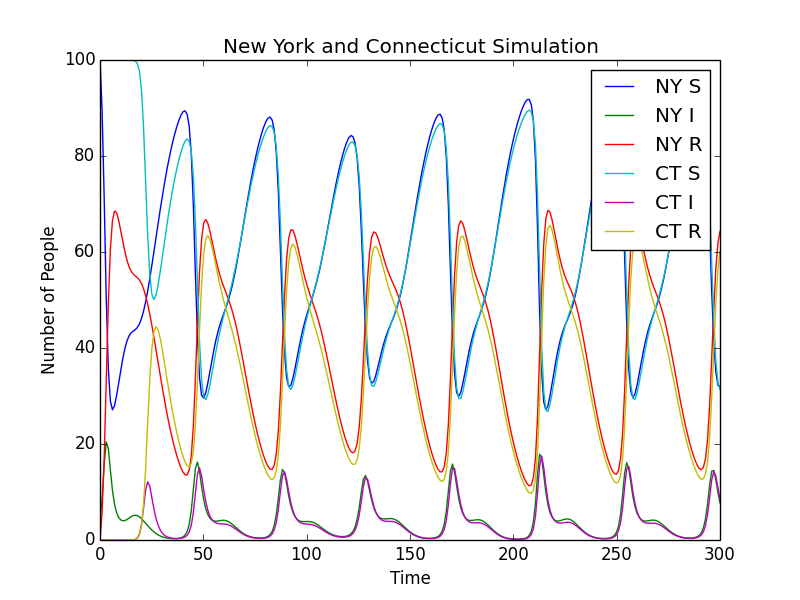 New York and Connecticut Simulation
100
80
60
40
20
0
Number of People
NY S
NY I
NY R
CT S
CT I
CT R
0 50 100 150 200 250 300
Time